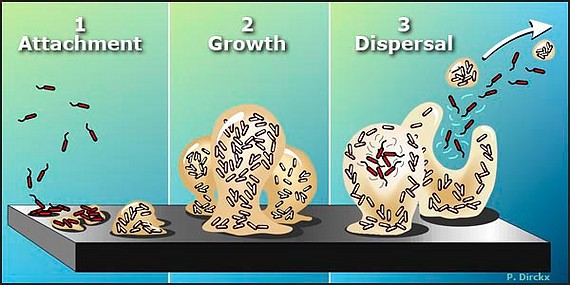 1
Attachment
2
Growth
3
Dispersal
P. Dirckx